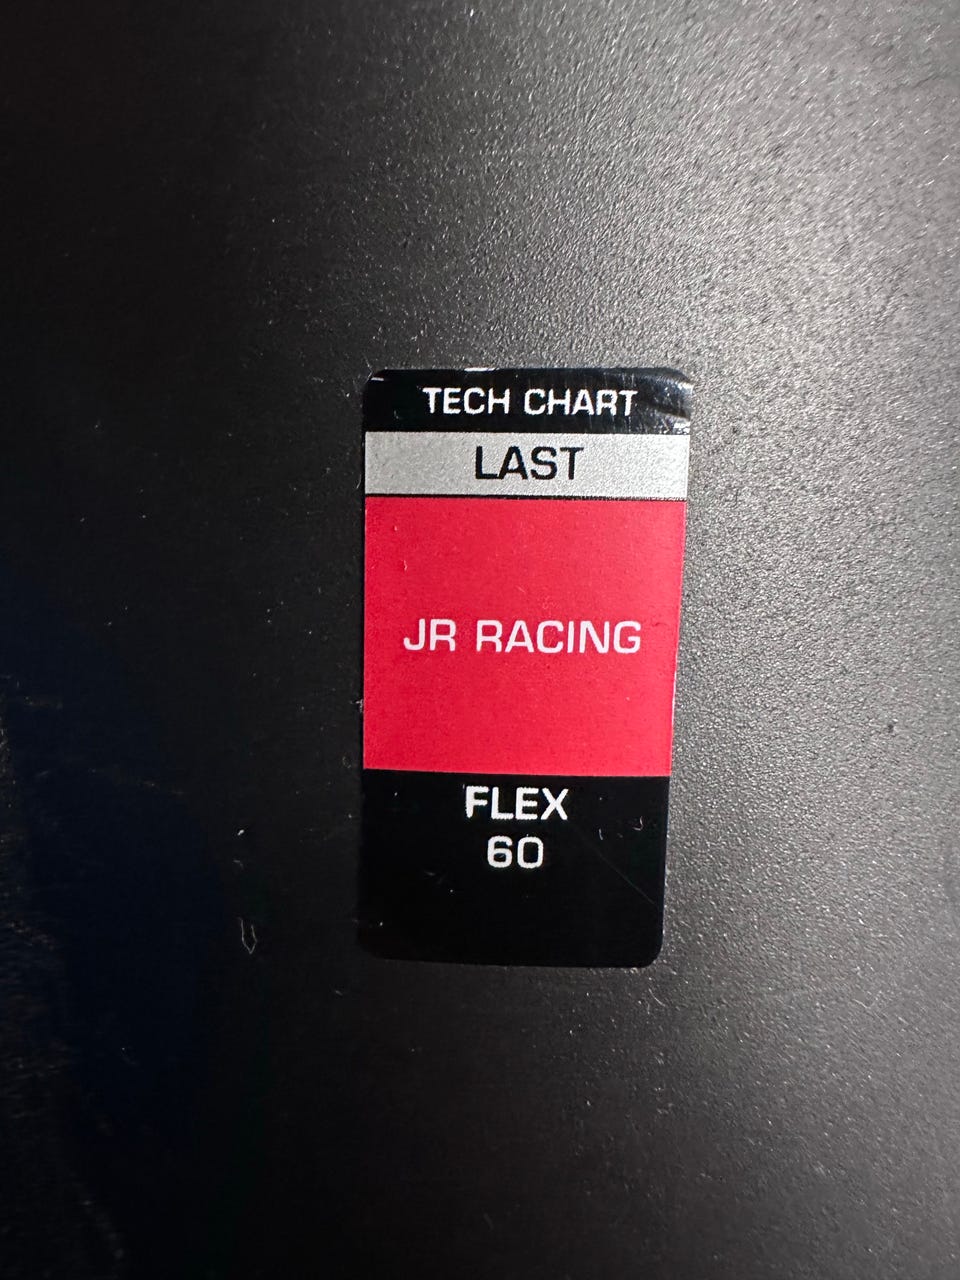 TECH CHART
LAST
JR RACING
FLEX
60